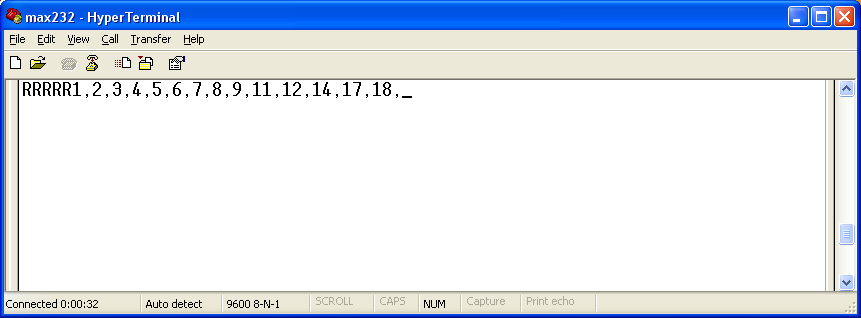 max232 - HyperTerminal
File Edit View Call Transfer Help
RRRRR1,2,3,4,5,6,7,8,9,11,12,14,17,18,_
Connected 0:00:32 Auto detect 9600 8-N-1 SCROLL CAPS NUM Capture Print echo